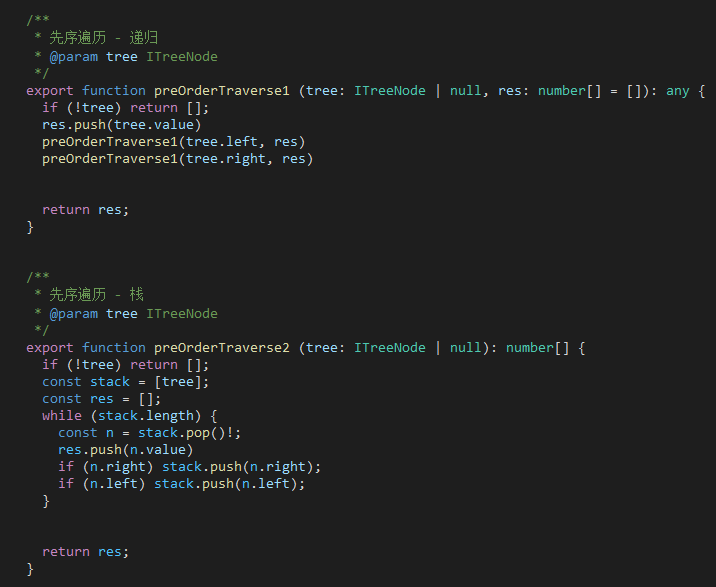 /**
 * 先序遍历 - 递归
 * @param tree ITreeNode
 */
export function preOrderTraverse1 (tree: ITreeNode | null, res: number[] = []): any {
  if (!tree) return [];
  res.push(tree.value)
  preOrderTraverse1(tree.left, res)
  preOrderTraverse1(tree.right, res)
  return res;
}
/**
 * 先序遍历 - 栈
 * @param tree ITreeNode
 */
export function preOrderTraverse2 (tree: ITreeNode | null): number[] {
  if (!tree) return [];
  const stack = [tree];
  const res = [];
  while (stack.length) {
    const n = stack.pop()!;
    res.push(n.value)
    if (n.right) stack.push(n.right);
    if (n.left) stack.push(n.left);
  }
  return res;
}